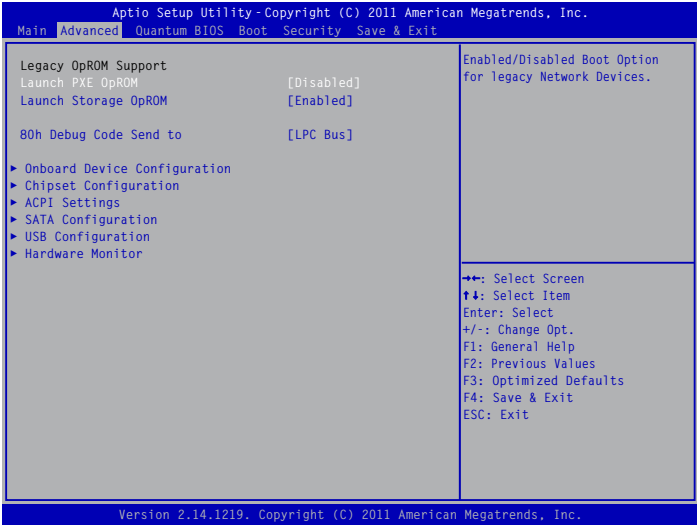 Aptio Setup Utility - Copyright (C) 2011 American Megatrends, Inc.
Main Advanced Quantum BIOS Boot Security Save & Exit
Legacy OpROM Support
Launch PXE OpROM [Disabled]
Launch Storage OpROM [Enabled]
80h Debug Code Send to [LPC Bus]
► Onboard Device Configuration
► Chipset Configuration
► ACPI Settings
► SATA Configuration
► USB Configuration
► Hardware Monitor
Enabled/Disabled Boot Option
for legacy Network Devices.
→←: Select Screen
↑↓: Select Item
Enter: Select
+/-: Change Opt.
F1: General Help
F2: Previous Values
F3: Optimized Defaults
F4: Save & Exit
ESC: Exit
Version 2.14.1219. Copyright (C) 2011 American Megatrends, Inc.